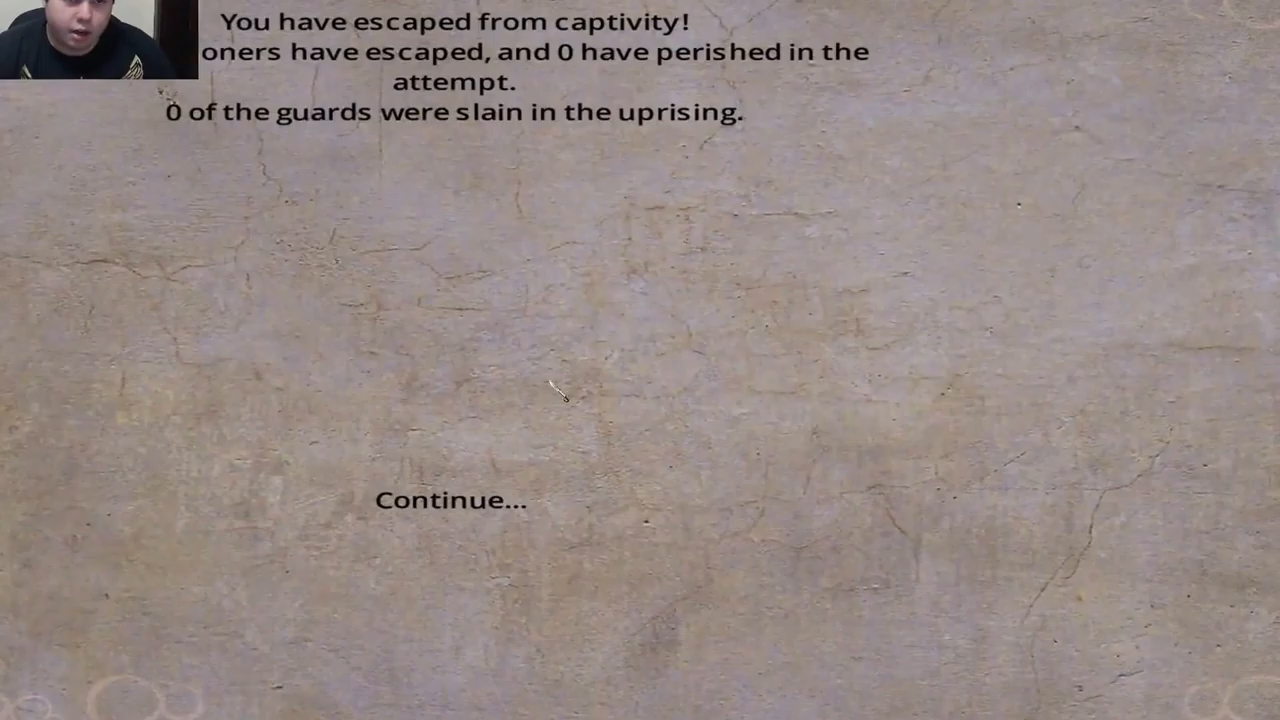 You have escaped from captivity!
oners have escaped, and 0 have perished in the
attempt.
0 of the guards were slain in the uprising.
Continue...